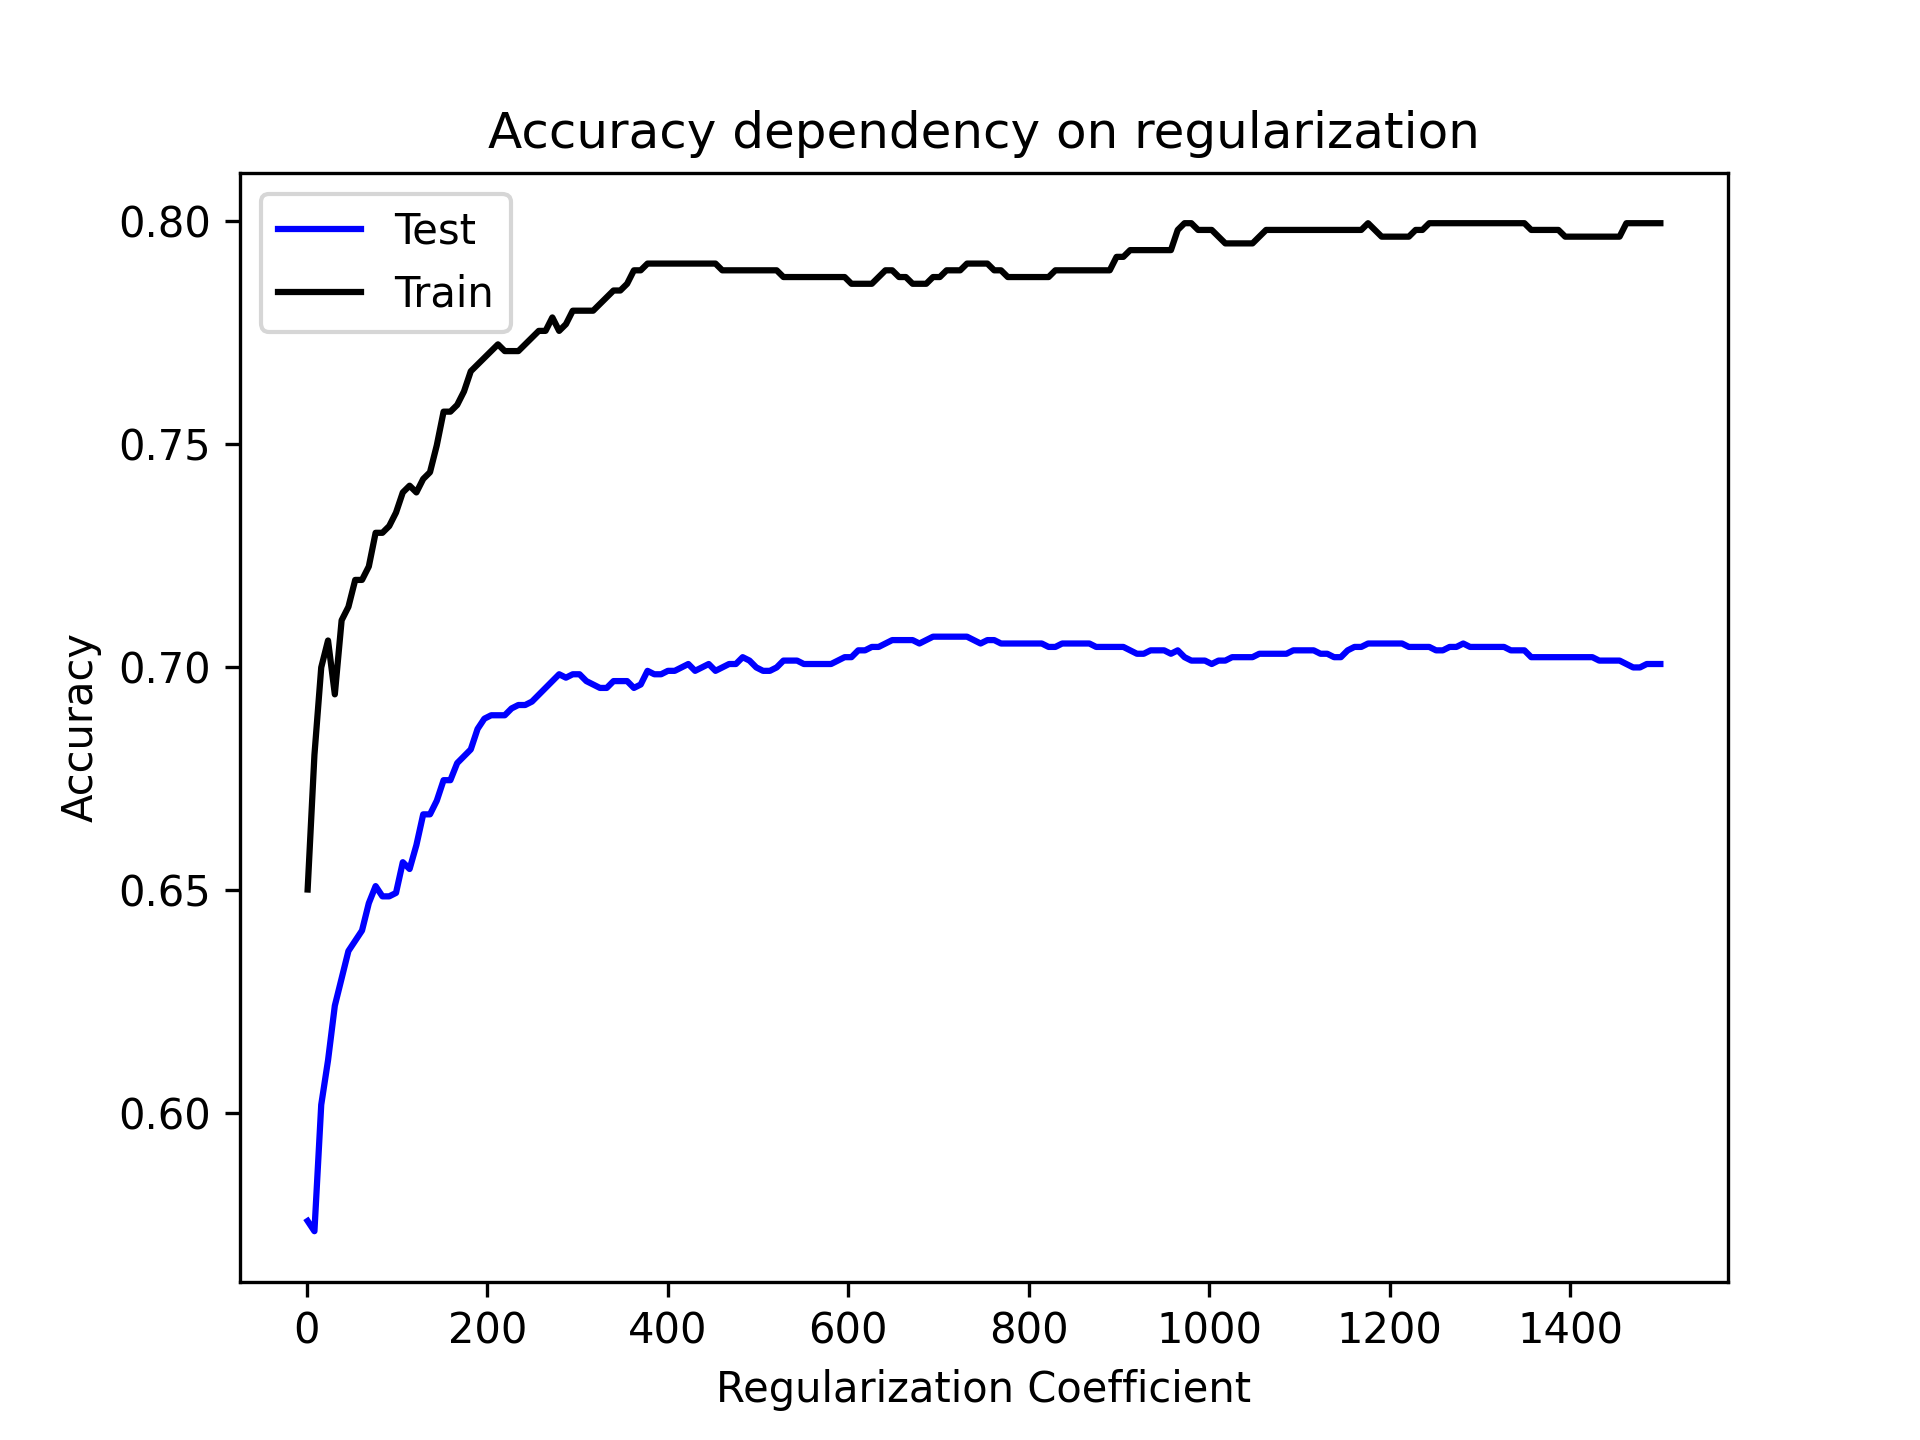 Accuracy dependency on regularization
Test
Train
0.80
0.75
0.70
0.65
0.60
Accuracy
0 200 400 600 800 1000 1200 1400
Regularization Coefficient